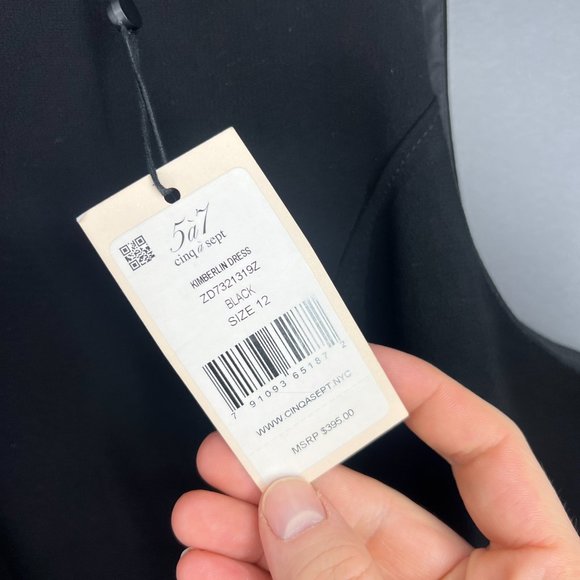 5à7
cinq à sept
KIMBERLIN DRESS
ZD7321319Z
BLACK
SIZE 12
7 91093 65187 2
WWW.CINQASEPT.NYC
MSRP $395.00